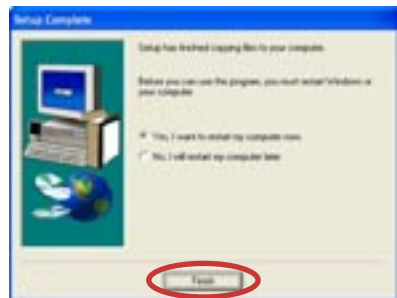 Setup Complete
Setup has finished copying files to your computer.
Before you can use the program, you must restart Windows or
your computer.
Yes, I want to restart my computer now.
No, I will restart my computer later.
Finish